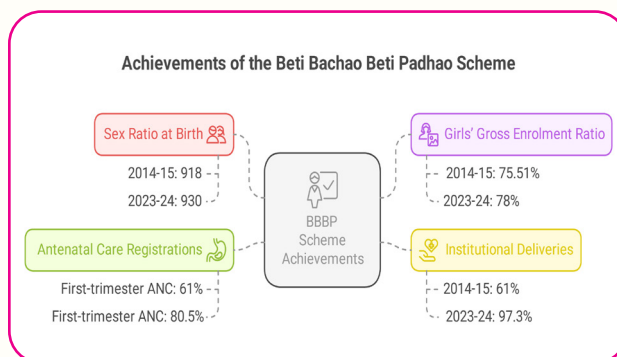 Achievements of the Beti Bachao Beti Padhao Scheme
Sex Ratio at Birth
2014-15: 918
2023-24: 930
Antenatal Care Registrations
First-trimester ANC: 61%
First-trimester ANC: 80.5%
BBBP
Scheme
Achievements
Girls' Gross Enrolment Ratio
2014-15: 75.51%
2023-24: 78%
Institutional Deliveries
2014-15: 61%
2023-24: 97.3%